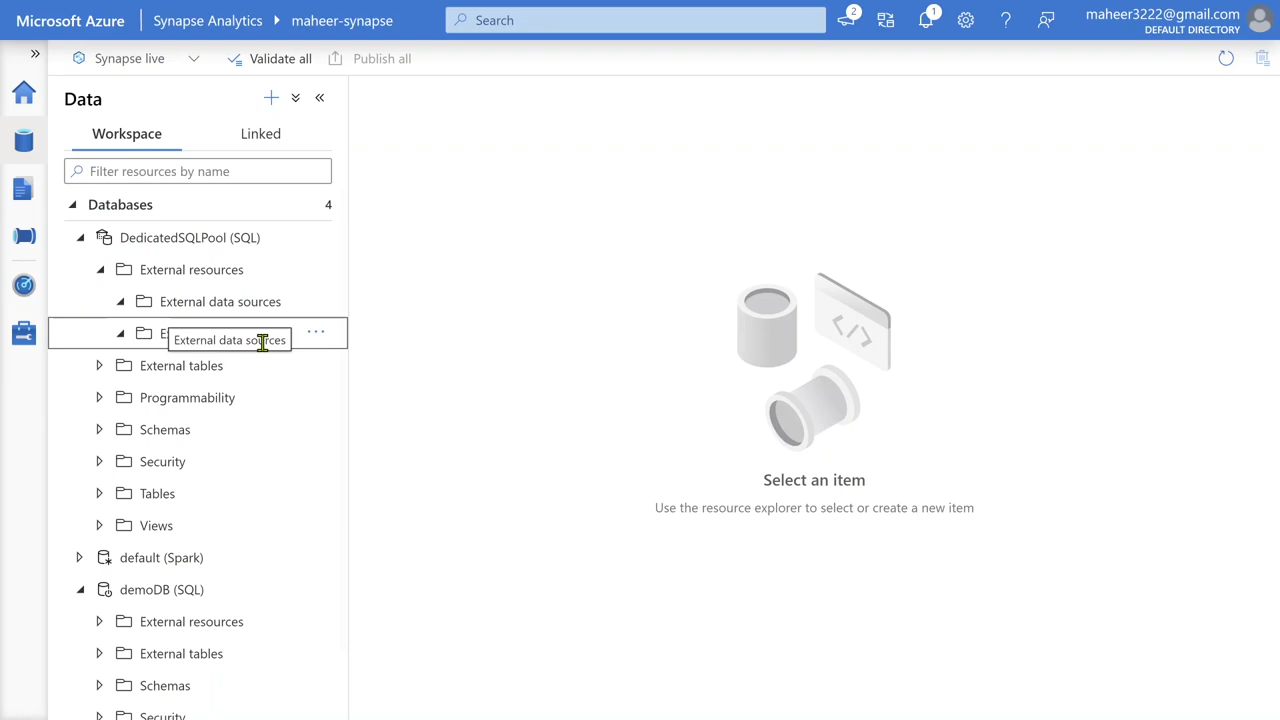 Microsoft Azure
Synapse Analytics
maheer-synapse
Search
2
1
?
maheer3222@gmail.com
DEFAULT DIRECTORY
Synapse live
Validate all
Publish all
Data
Workspace
Linked
Filter resources by name
Databases
4
DedicatedSQLPool (SQL)
External resources
External data sources
External data sources
External tables
Programmability
Schemas
Security
Tables
Views
default (Spark)
demoDB (SQL)
External resources
External tables
Schemas
Security
Select an item
Use the resource explorer to select or create a new item